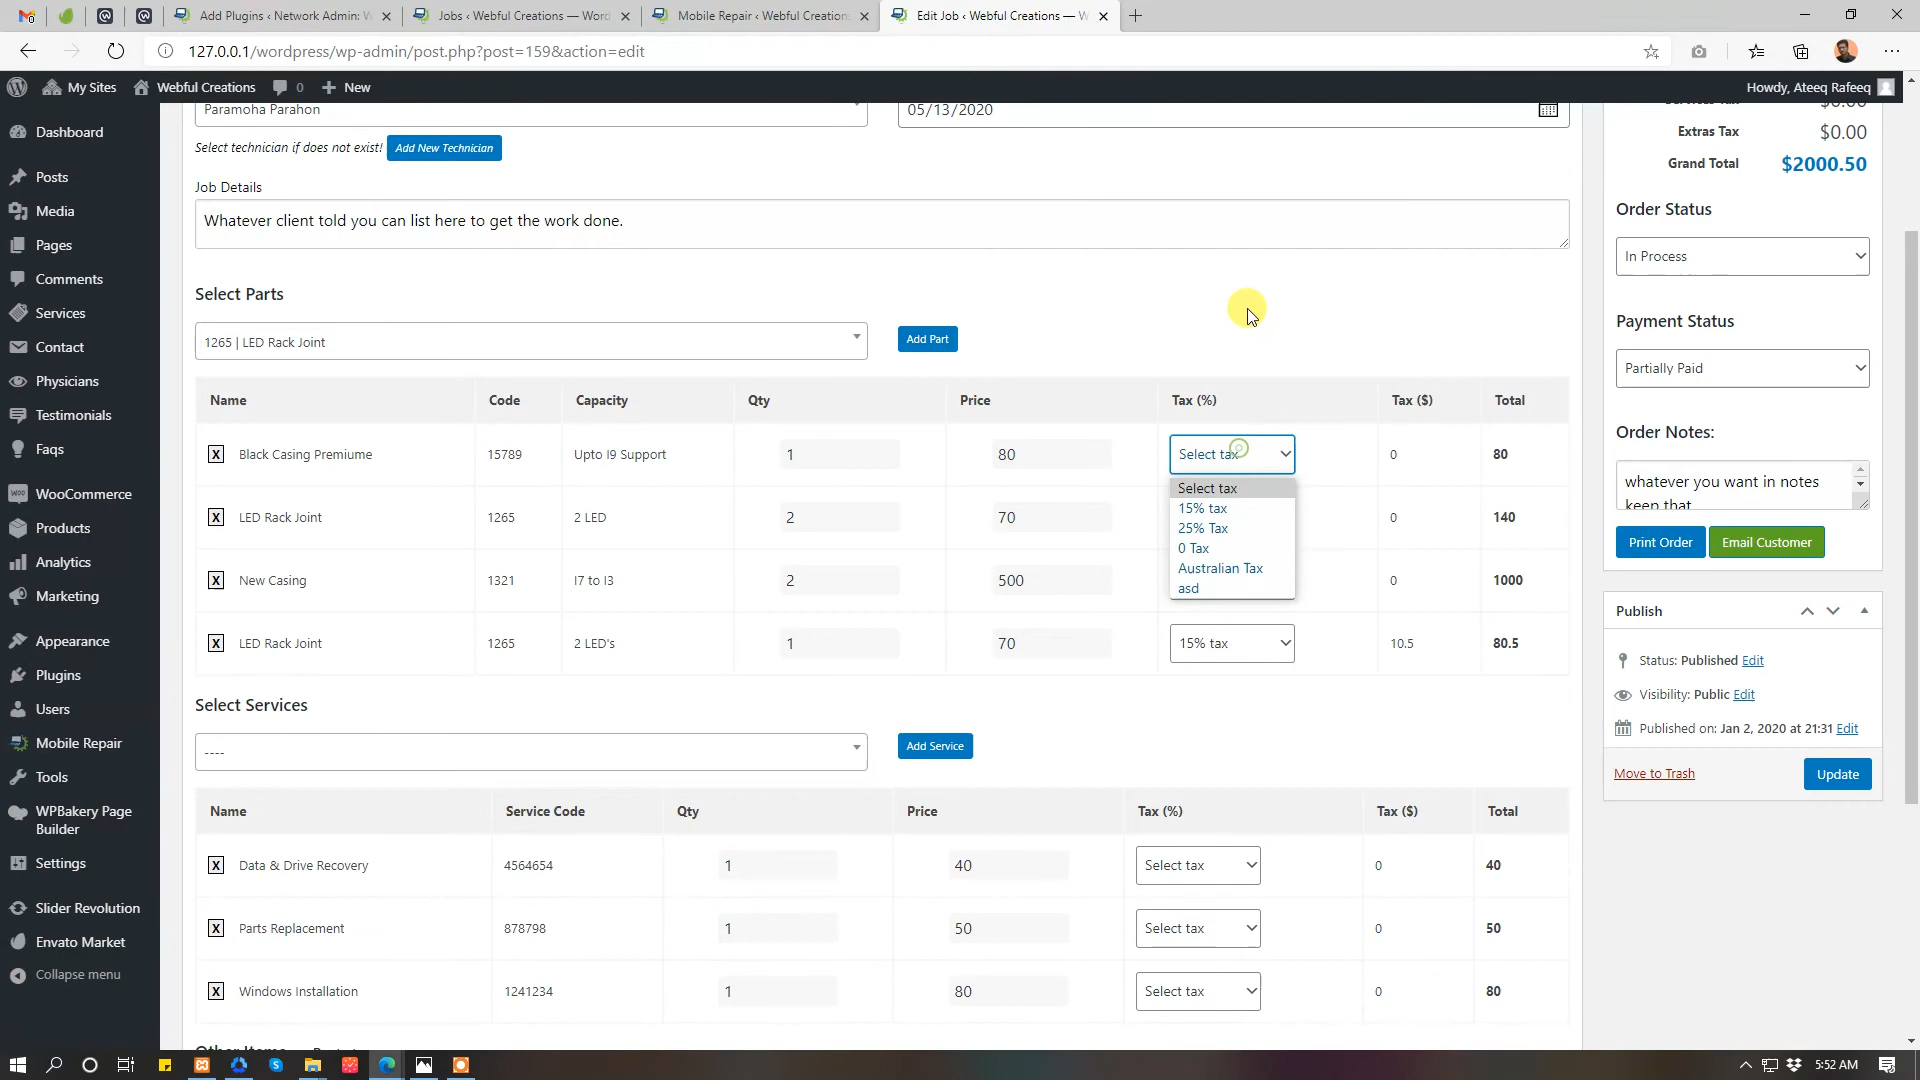 Add Plugins ‹ Network Admin: W
Jobs ‹ Webful Creations — Word
Mobile Repair ‹ Webful Creations
Edit Job ‹ Webful Creations — W
127.0.0.1/wordpress/wp-admin/post.php?post=159&action=edit
My Sites
Webful Creations
0
New
Howdy, Ateeq Rafeeq
Dashboard
Posts
Media
Pages
Comments
Services
Contact
Physicians
Testimonials
Faqs
WooCommerce
Products
Analytics
Marketing
Appearance
Plugins
Users
Mobile Repair
Tools
WPBakery Page
Builder
Settings
Slider Revolution
Envato Market
Collapse menu
Paramoha Parahon
05/13/2020
Select technician if does not exist! Add New Technician
Job Details
Whatever client told you can list here to get the work done.
Select Parts
1265 | LED Rack Joint
Add Part
Name Code Capacity Qty Price Tax (%) Tax ($) Total
X Black Casing Premiume 15789 Upto I9 Support 1 80 Select tax 0 80
X LED Rack Joint 1265 2 LED 2 70 0 140
X New Casing 1321 I7 to I3 2 500 0 1000
X LED Rack Joint 1265 2 LED's 1 70 15% tax 10.5 80.5
Select tax
15% tax
25% Tax
0 Tax
Australian Tax
asd
Select Services
----
Add Service
Name Service Code Qty Price Tax (%) Tax ($) Total
X Data & Drive Recovery 4564654 1 40 Select tax 0 40
X Parts Replacement 878798 1 50 Select tax 0 50
X Windows Installation 1241234 1 80 Select tax 0 80
Services Tax $0.00
Extras Tax $0.00
Grand Total $2000.50
Order Status
In Process
Payment Status
Partially Paid
Order Notes:
whatever you want in notes
keep that
Print Order
Email Customer
Publish
Status: Published Edit
Visibility: Public Edit
Published on: Jan 2, 2020 at 21:31 Edit
Move to Trash
Update
5:52 AM